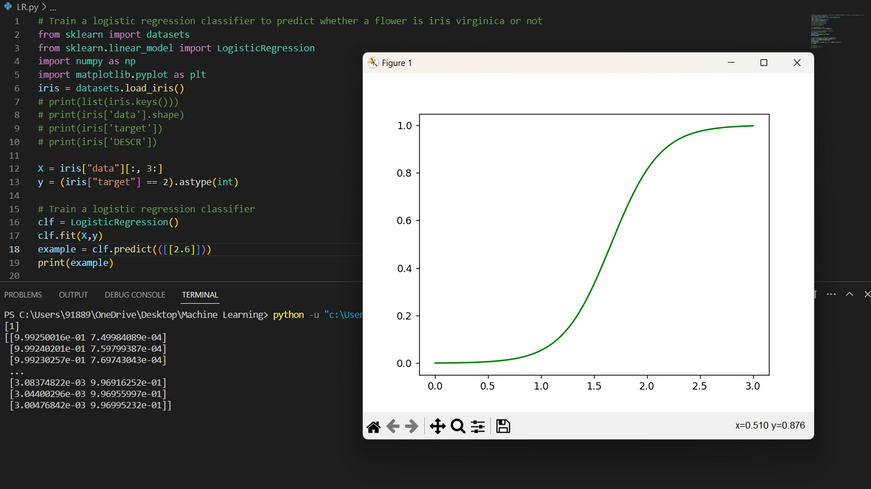 LR.py > ...
1 # Train a logistic regression classifier to predict whether a flower is iris virginica or not
2 from sklearn import datasets
3 from sklearn.linear_model import LogisticRegression
4 import numpy as np
5 import matplotlib.pyplot as plt
6 iris = datasets.load_iris()
7 # print(list(iris.keys()))
8 # print(iris['data'].shape)
9 # print(iris['target'])
10 # print(iris['DESCR'])
11
12 X = iris["data"][:, 3:]
13 y = (iris["target"] == 2).astype(int)
14
15 # Train a logistic regression classifier
16 clf = LogisticRegression()
17 clf.fit(X,y)
18 example = clf.predict(([[2.6]]))
19 print(example)
20
PROBLEMS OUTPUT DEBUG CONSOLE TERMINAL
PS C:\Users\91889\OneDrive\Desktop\Machine Learning> python -u "c:\User
[1]
[[9.99250016e-01 7.49984089e-04]
[9.99240201e-01 7.59799387e-04]
[9.99230257e-01 7.69743043e-04]
...
[3.08374822e-03 9.96916252e-01]
[3.04400296e-03 9.96955997e-01]
[3.00476842e-03 9.96995232e-01]]
Figure 1
1.0
0.8
0.6
0.4
0.2
0.0
0.0 0.5 1.0 1.5 2.0 2.5 3.0
x=0.510 y=0.876